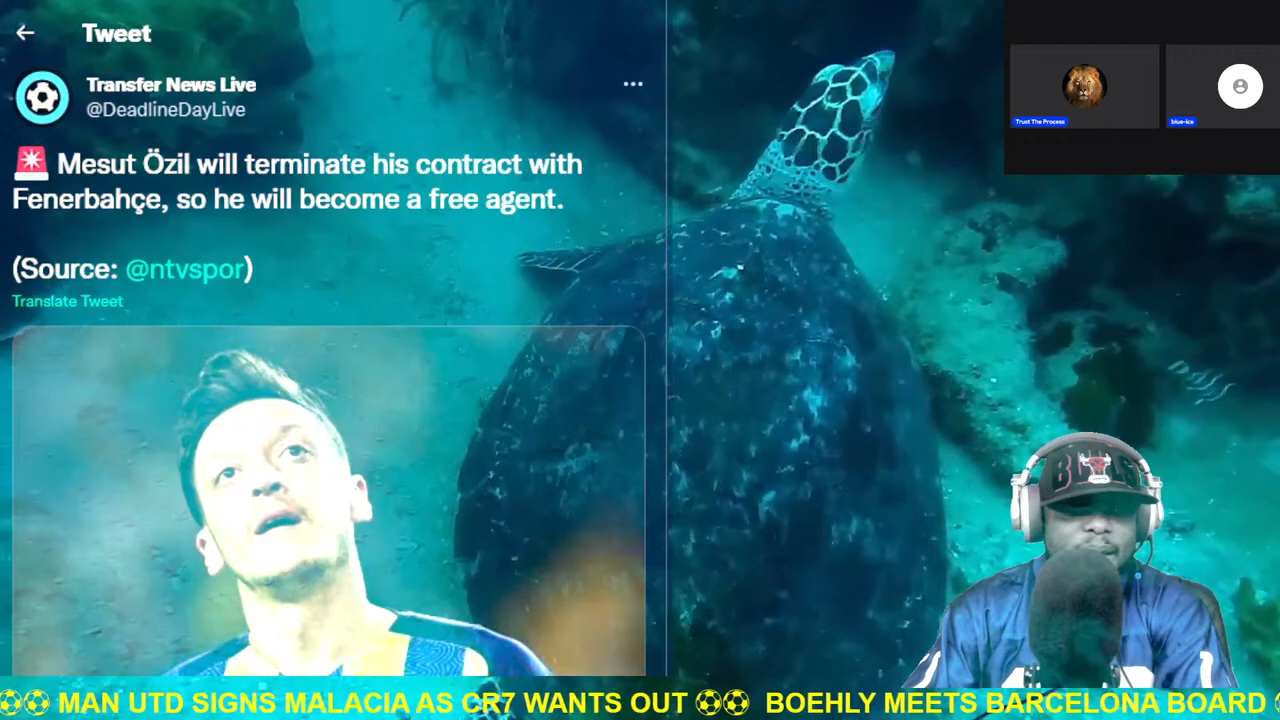 Tweet
Transfer News Live
@DeadlineDayLive
Mesut Özil will terminate his contract with
Fenerbahçe, so he will become a free agent.
(Source: @ntvspor)
Translate Tweet
Trust The Process
blue-ice
BULLS
MAN UTD SIGNS MALACIA AS CR7 WANTS OUT
BOEHLY MEETS BARCELONA BOARD